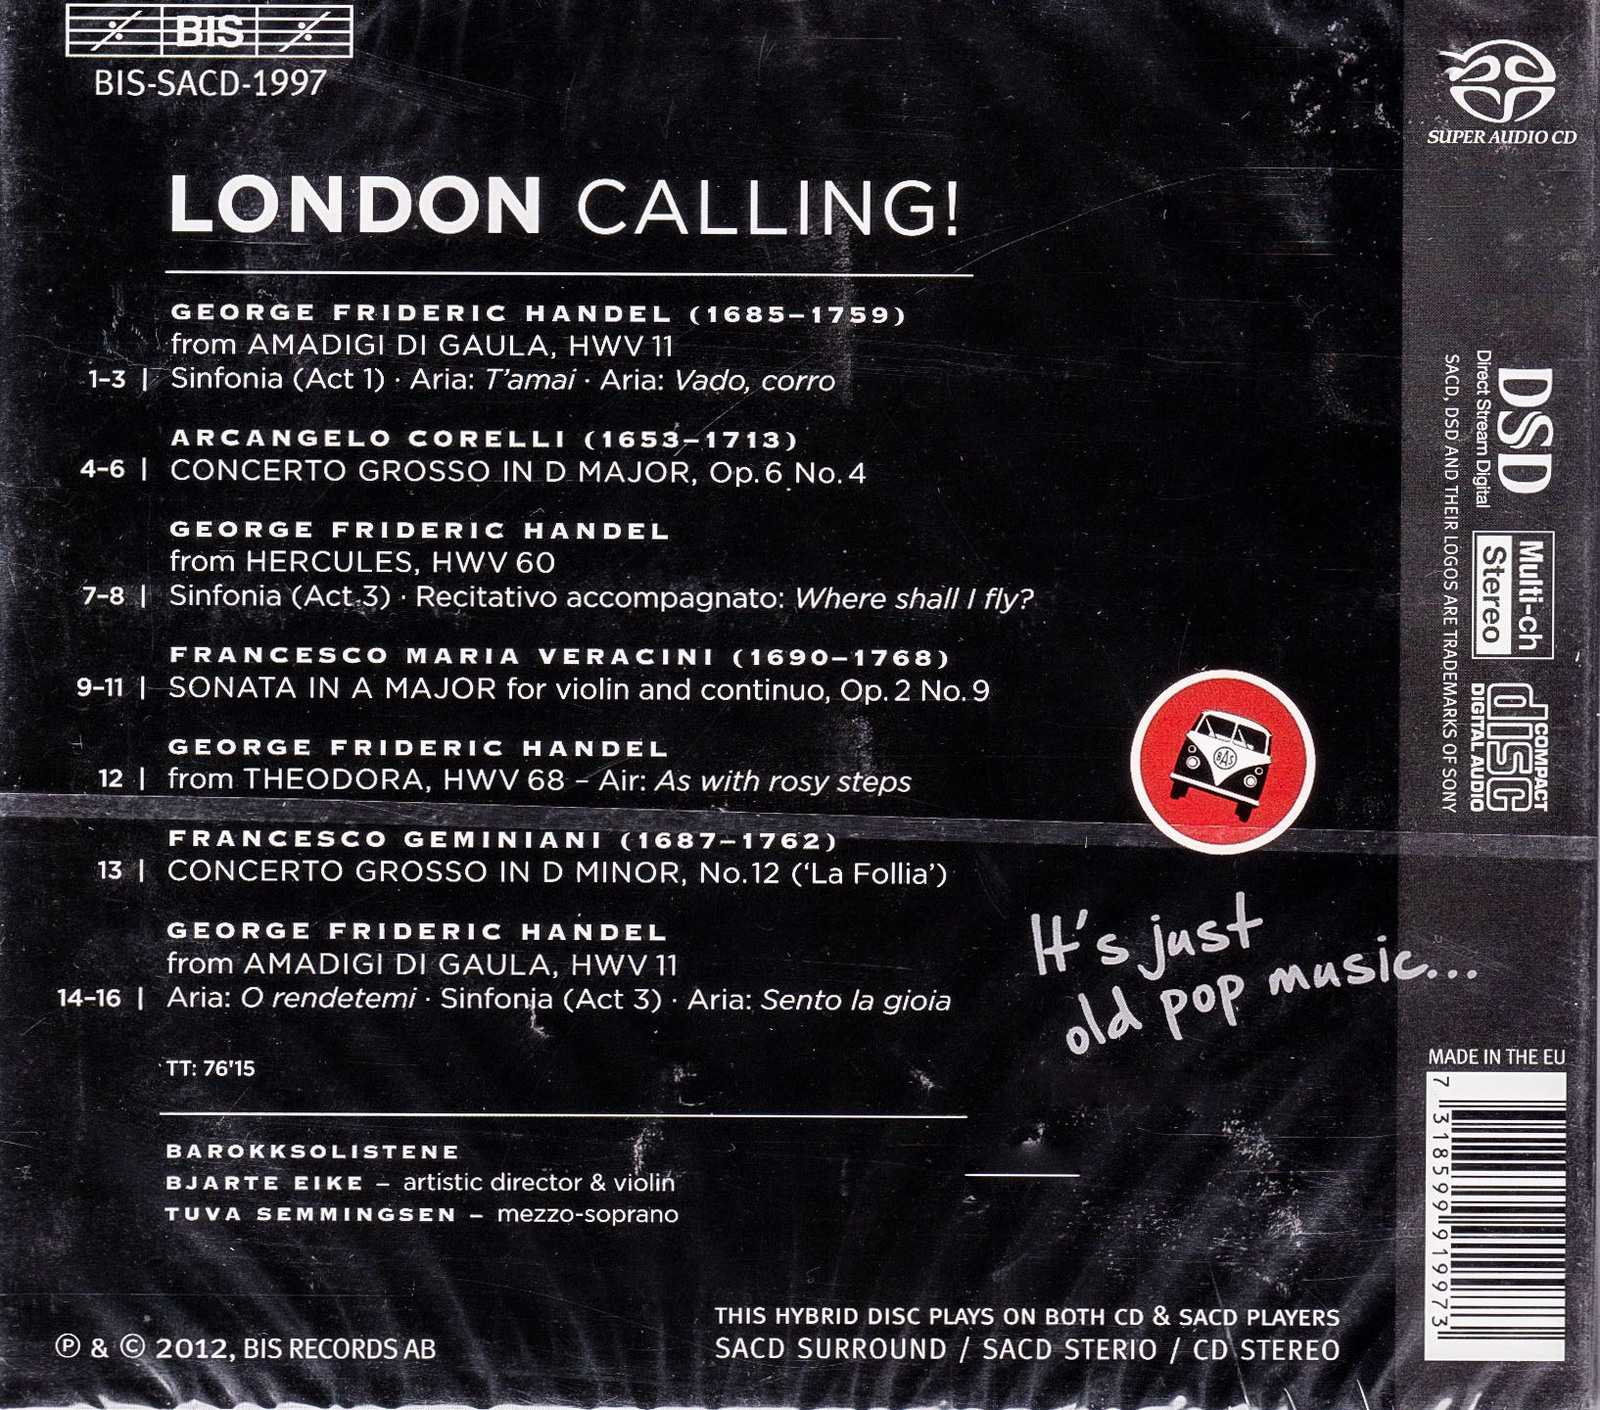 BIS
BIS-SACD-1997
SUPER AUDIO CD
LONDON CALLING!
GEORGE FRIDERIC HANDEL (1685–1759)
from AMADIGI DI GAULA, HWV 11
1–3 | Sinfonia (Act 1) · Aria: T'amai · Aria: Vado, corro
ARCANGELO CORELLI (1653–1713)
4–6 | CONCERTO GROSSO IN D MAJOR, Op. 6 No. 4
GEORGE FRIDERIC HANDEL
from HERCULES, HWV 60
7–8 | Sinfonia (Act 3) · Recitativo accompagnato: Where shall I fly?
FRANCESCO MARIA VERACINI (1690–1768)
9–11 | SONATA IN A MAJOR for violin and continuo, Op. 2 No. 9
GEORGE FRIDERIC HANDEL
12 | from THEODORA, HWV 68 – Air: As with rosy steps
FRANCESCO GEMINIANI (1687–1762)
13 | CONCERTO GROSSO IN D MINOR, No. 12 ('La Follia')
GEORGE FRIDERIC HANDEL
from AMADIGI DI GAULA, HWV 11
14–16 | Aria: O rendetemi · Sinfonia (Act 3) · Aria: Sento la gioia
TT: 76'15
BAROKKSOLISTENE
BJARTE EIKE – artistic director & violin
TUVA SEMMINGSEN – mezzo-soprano
BAS
It's just
old pop music...
THIS HYBRID DISC PLAYS ON BOTH CD & SACD PLAYERS
SACD SURROUND / SACD STERIO / CD STEREO
℗ & © 2012, BIS RECORDS AB
DSD
Direct Stream Digital
SACD, DSD AND THEIR LOGOS ARE TRADEMARKS OF SONY
Multi-ch
Stereo
COMPACT
disc
DIGITAL AUDIO
MADE IN THE EU
7 318599 919973